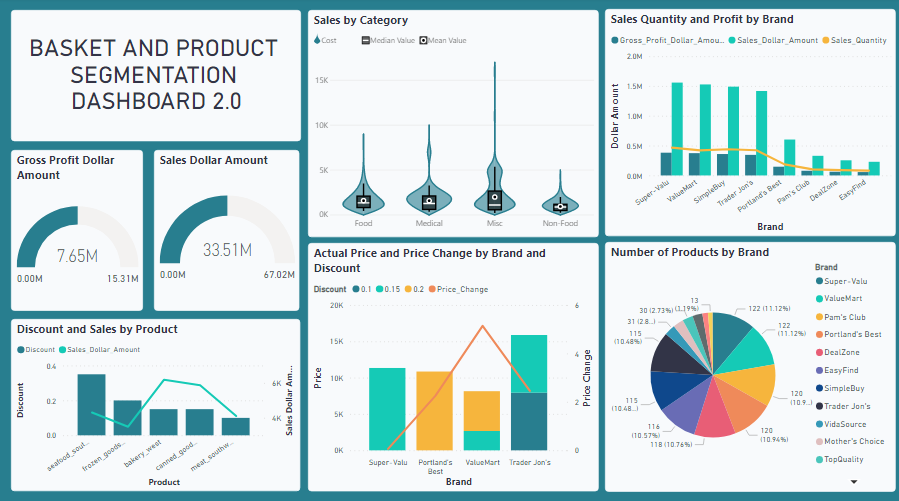 BASKET AND PRODUCT
SEGMENTATION
DASHBOARD 2.0
Gross Profit Dollar
Amount
7.65M
0.00M
15.31M
Sales Dollar Amount
33.51M
0.00M
67.02M
Discount and Sales by Product
Discount
Sales_Dollar_Amount
0.4
0.2
0.0
Discount
6K
4K
Sales Dollar Am...
seafood_sout...
frozen_goods...
bakery_west
canned_good...
meat_southw...
Product
Sales by Category
Cost
Median Value
Mean Value
15K
10K
5K
0K
Food
Medical
Misc
Non-Food
Actual Price and Price Change by Brand and
Discount
Discount
0.1
0.15
0.2
Price_Change
20K
15K
10K
5K
0K
Price
6
4
2
0
Price Change
Super-Valu
Portland's
Best
ValueMart
Trader Jon's
Brand
Sales Quantity and Profit by Brand
Gross_Profit_Dollar_Amou...
Sales_Dollar_Amount
Sales_Quantity
2.0M
1.5M
1.0M
0.5M
0.0M
Dollar Amount
Super-Valu
ValueMart
SimpleBuy
Trader Jon's
Portland's Best
Pam's Club
DealZone
EasyFind
Brand
Number of Products by Brand
122 (11.12%)
122
(11.12%)
120
(10.9...)
120
(10.94%)
118 (10.76%)
116
(10.57%)
115
(10.48...)
115
(10.48%)
31 (2.8...)
30 (2.73%)
13
(1.19%)
Brand
Super-Valu
ValueMart
Pam's Club
Portland's Best
DealZone
EasyFind
SimpleBuy
Trader Jon's
VidaSource
Mother's Choice
TopQuality